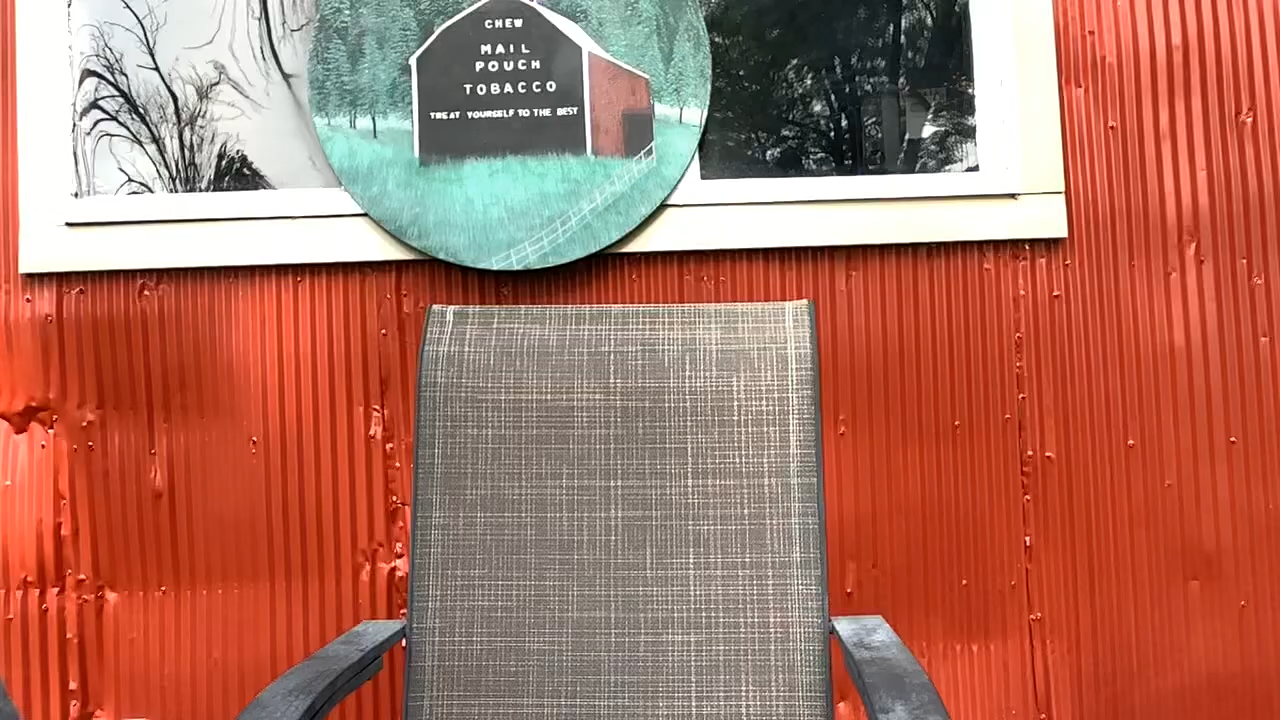 CHEW
MAIL
POUCH
TOBACCO
TREAT YOURSELF TO THE BEST